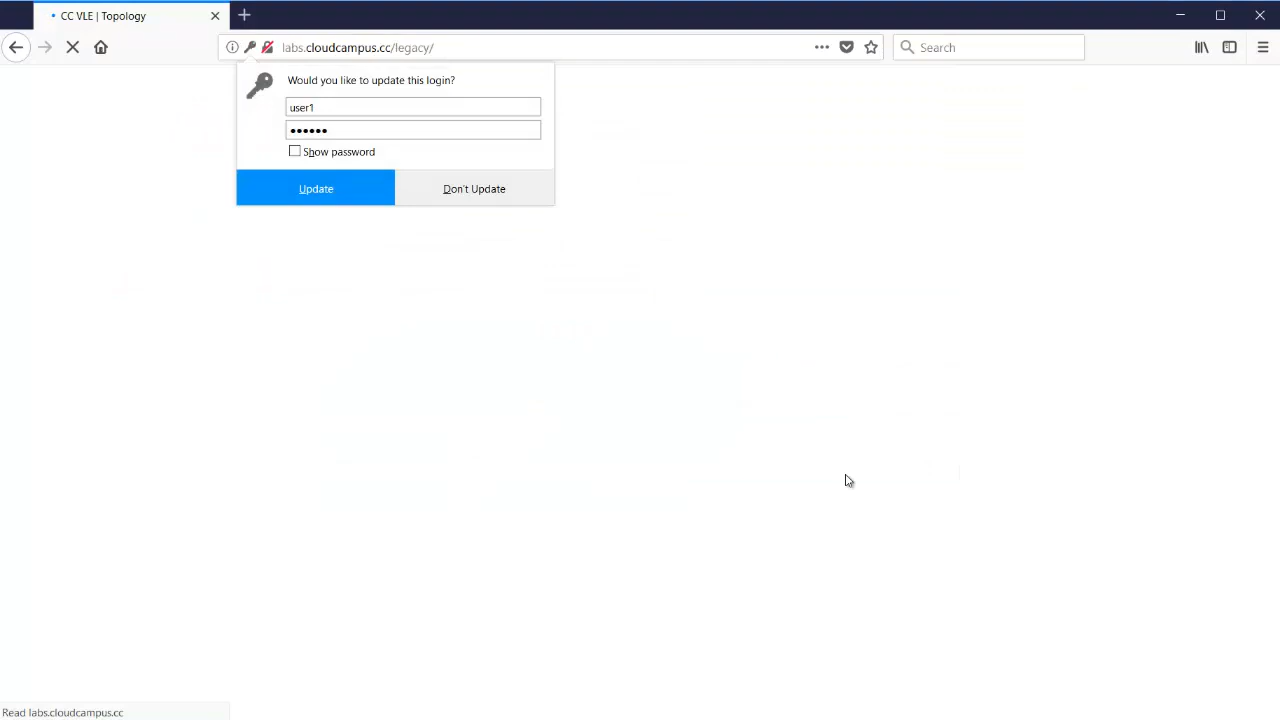 CC VLE | Topology
labs.cloudcampus.cc/legacy/
Search
Would you like to update this login?
user1
••••••
Show password
Update
Don't Update
Read labs.cloudcampus.cc